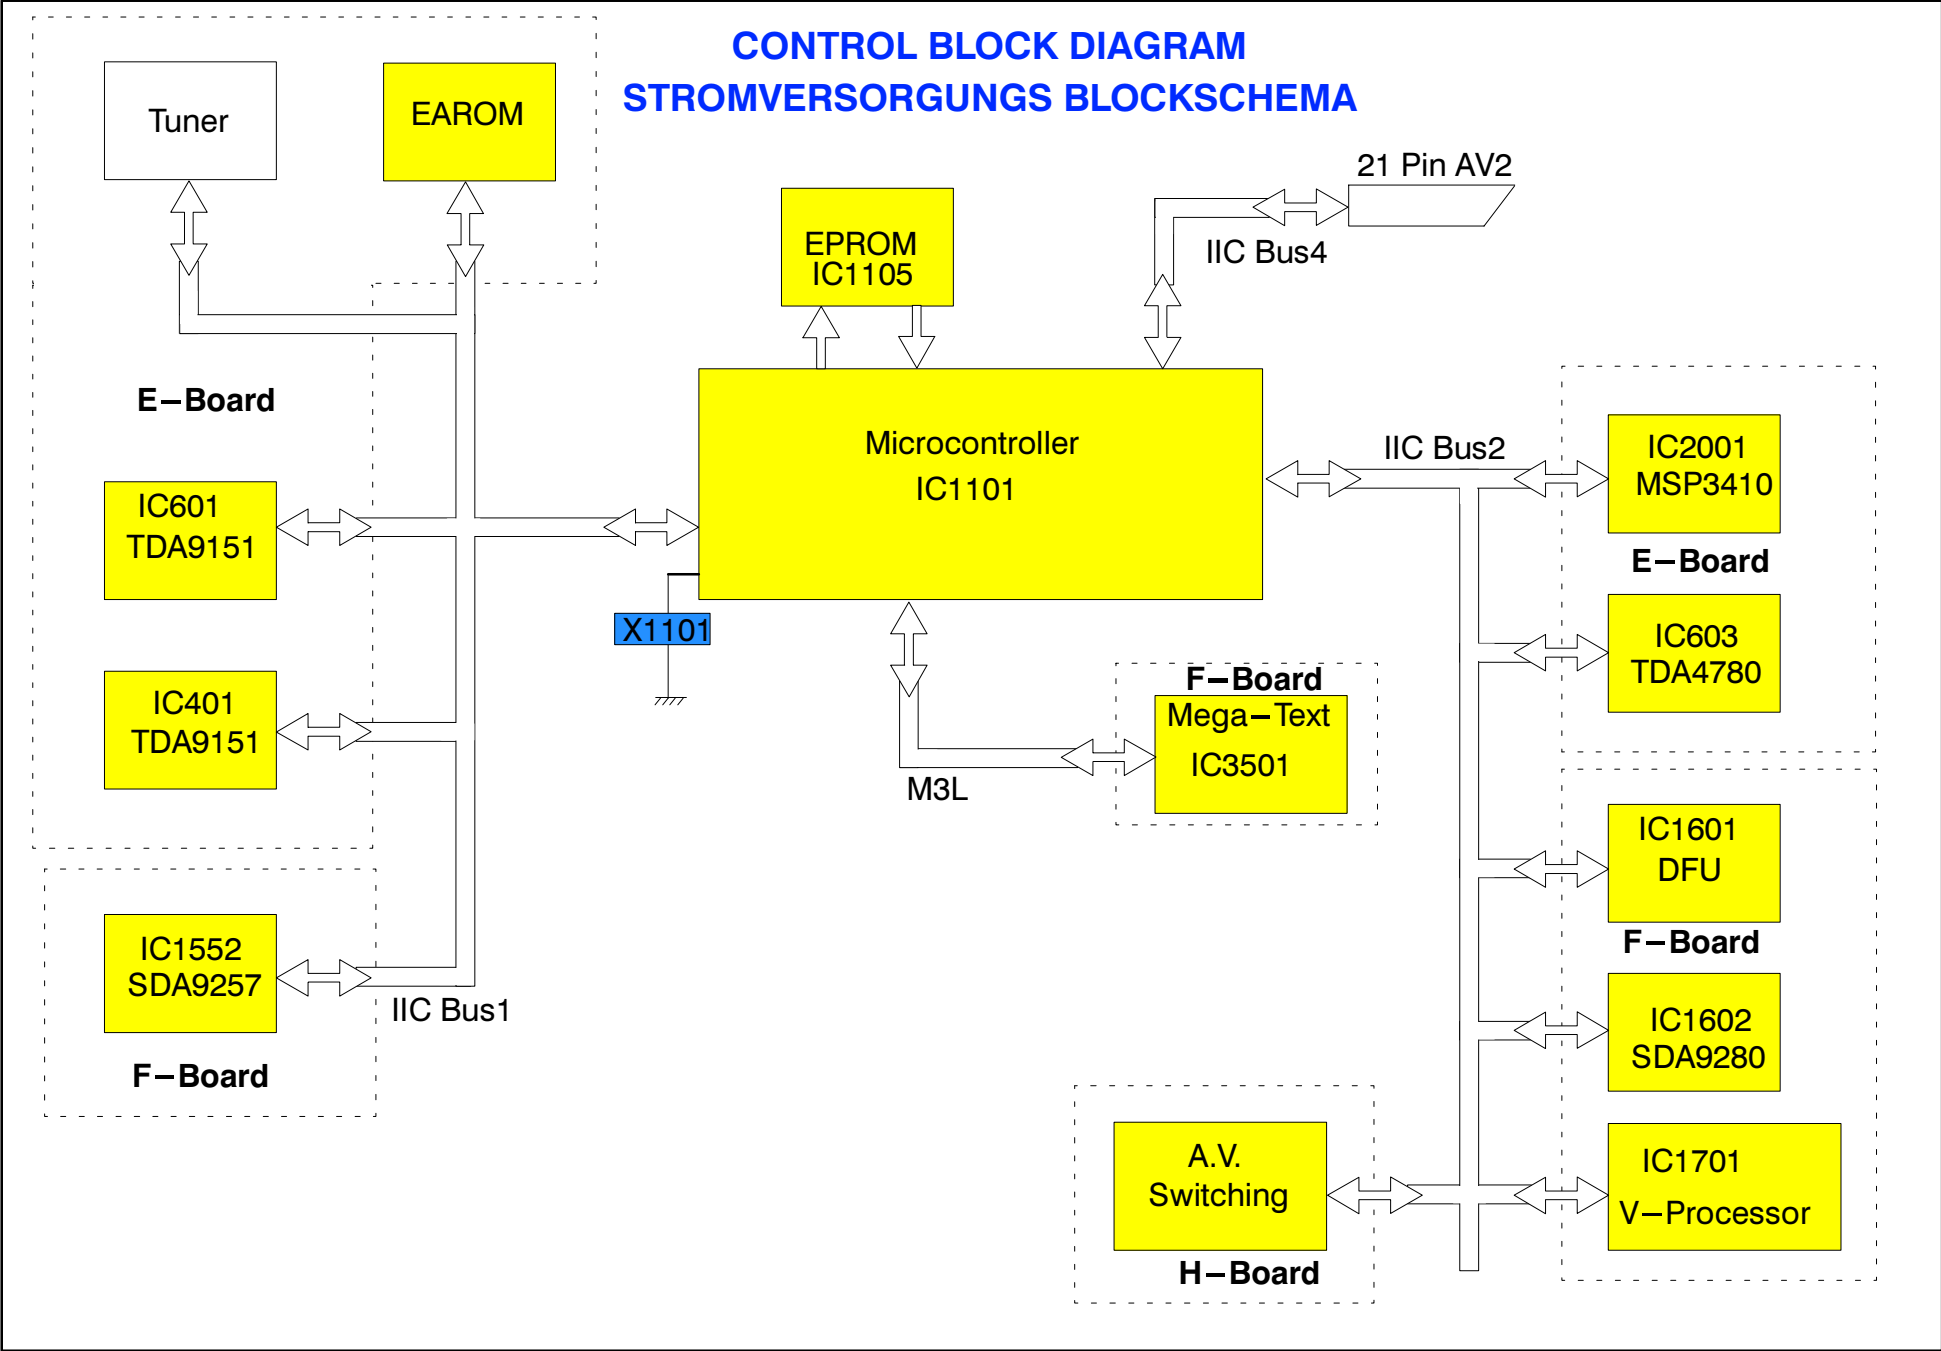 CONTROL BLOCK DIAGRAM
STROMVERSORGUNGS BLOCKSCHEMA
Tuner
EAROM
21 Pin AV2
EPROM
IC1105
IIC Bus4
E-Board
Microcontroller
IC1101
IIC Bus2
IC2001
MSP3410
E-Board
IC601
TDA9151
X1101
IC603
TDA4780
F-Board
Mega-Text
IC3501
M3L
IC401
TDA9151
IC1601
DFU
F-Board
IC1552
SDA9257
IIC Bus1
F-Board
IC1602
SDA9280
A.V.
Switching
H-Board
IC1701
V-Processor